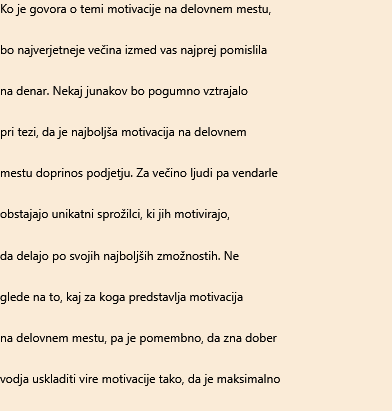 Ko je govora o temi motivacije na delovnem mestu,
bo najverjetneje večina izmed vas najprej pomislila
na denar. Nekaj junakov bo pogumno vztrajalo
pri tezi, da je najboljša motivacija na delovnem
mestu doprinos podjetju. Za večino ljudi pa vendarle
obstajajo unikatni sprožilci, ki jih motivirajo,
da delajo po svojih najboljših zmožnostih. Ne
glede na to, kaj za koga predstavlja motivacija
na delovnem mestu, pa je pomembno, da zna dober
vodja uskladiti vire motivacije tako, da je maksimalno